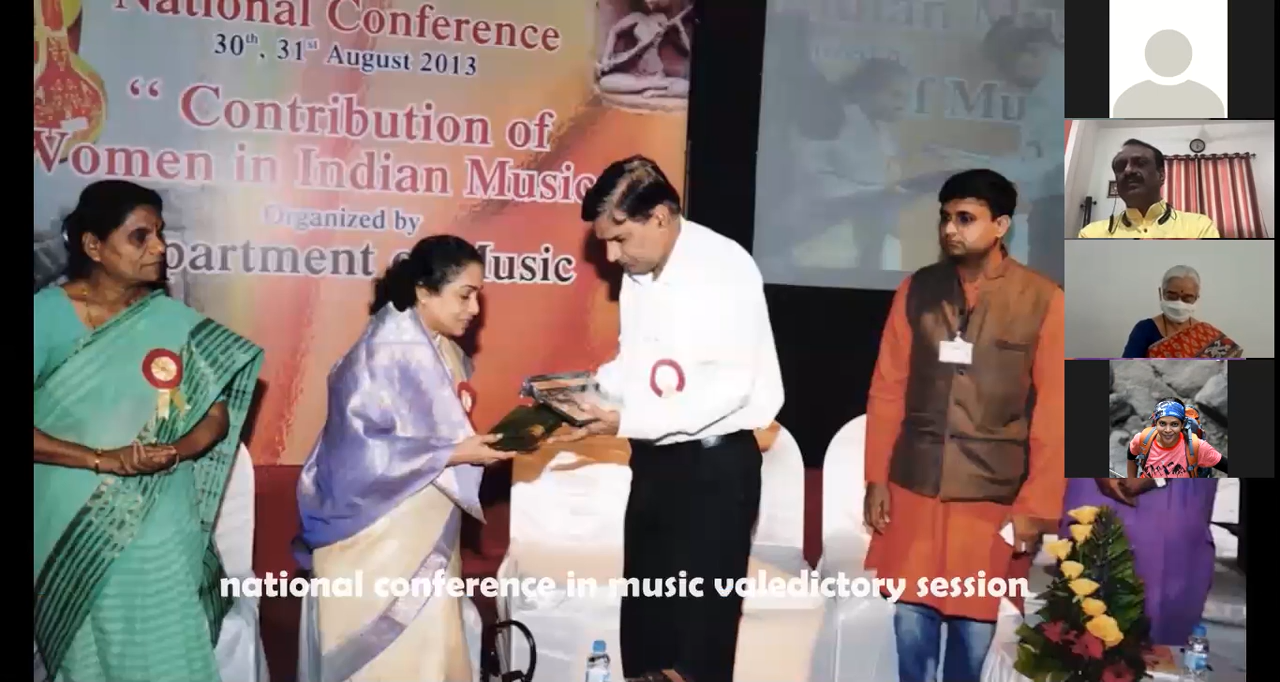 National Conference
30th, 31st August 2013
“ Contribution of
Women in Indian Music
Organized by
partment of Music
f Mu
national conference in music valedictory session